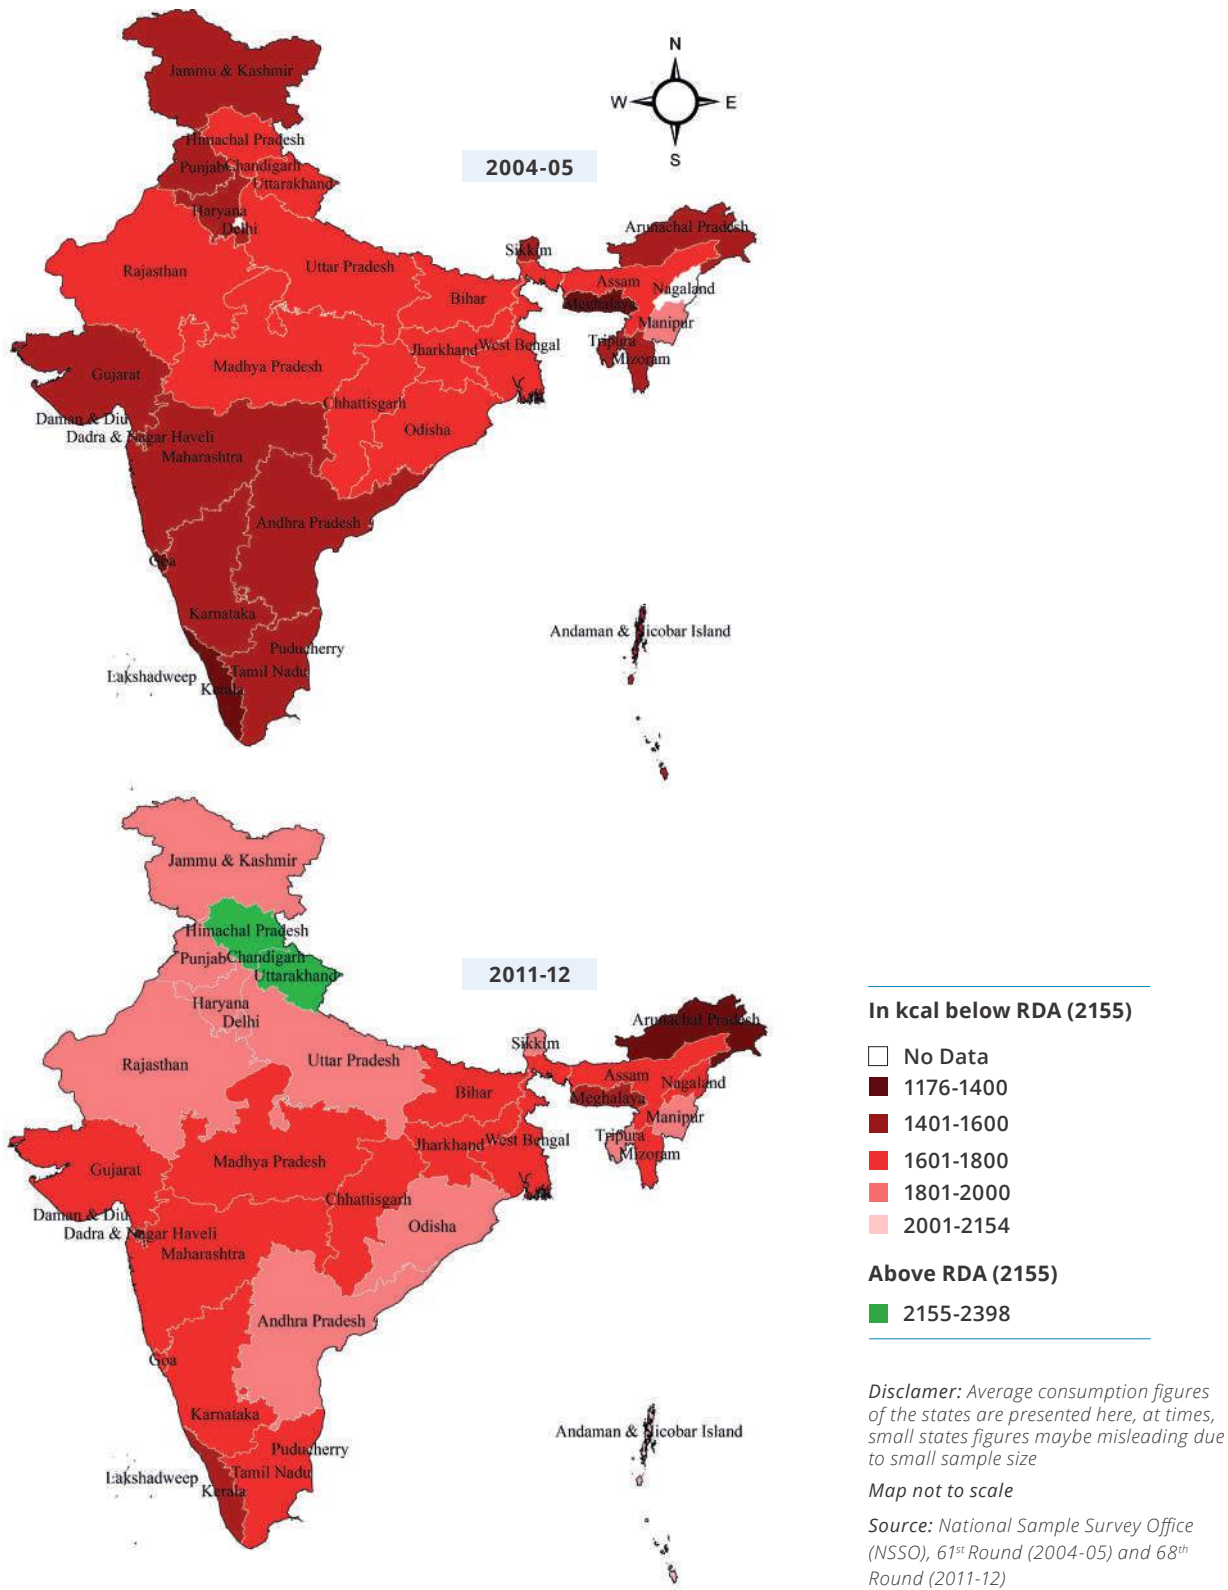 N
W
E
S
2004-05
Jammu & Kashmir
Himachal Pradesh
Punjab
Chandigarh
Uttarakhand
Haryana
Delhi
Rajasthan
Uttar Pradesh
Bihar
Sikkim
Arunachal Pradesh
Assam
Nagaland
Meghalaya
Manipur
Tripura
Mizoram
Jharkhand
West Bengal
Gujarat
Madhya Pradesh
Chhattisgarh
Odisha
Daman & Diu
Dadra & Nagar Haveli
Maharashtra
Andhra Pradesh
Goa
Karnataka
Puducherry
Tamil Nadu
Lakshadweep
Kerala
Andaman & Nicobar Island
2011-12
Jammu & Kashmir
Himachal Pradesh
Punjab
Chandigarh
Uttarakhand
Haryana
Delhi
Rajasthan
Uttar Pradesh
Bihar
Sikkim
Arunachal Pradesh
Assam
Nagaland
Meghalaya
Manipur
Tripura
Mizoram
Jharkhand
West Bengal
Gujarat
Madhya Pradesh
Chhattisgarh
Odisha
Daman & Diu
Dadra & Nagar Haveli
Maharashtra
Andhra Pradesh
Goa
Karnataka
Puducherry
Tamil Nadu
Lakshadweep
Kerala
Andaman & Nicobar Island
In kcal below RDA (2155)
No Data
1176-1400
1401-1600
1601-1800
1801-2000
2001-2154
Above RDA (2155)
2155-2398
Disclamer: Average consumption figures
of the states are presented here, at times,
small states figures maybe misleading due
to small sample size
Map not to scale
Source: National Sample Survey Office
(NSSO), 61st Round (2004-05) and 68th
Round (2011-12)